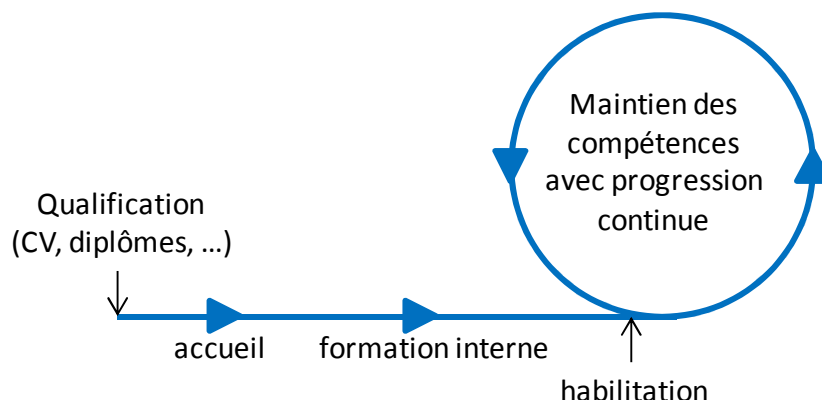 Maintien des
compétences
avec progression
continue
Qualification
(CV, diplômes, ...)
accueil
formation interne
habilitation